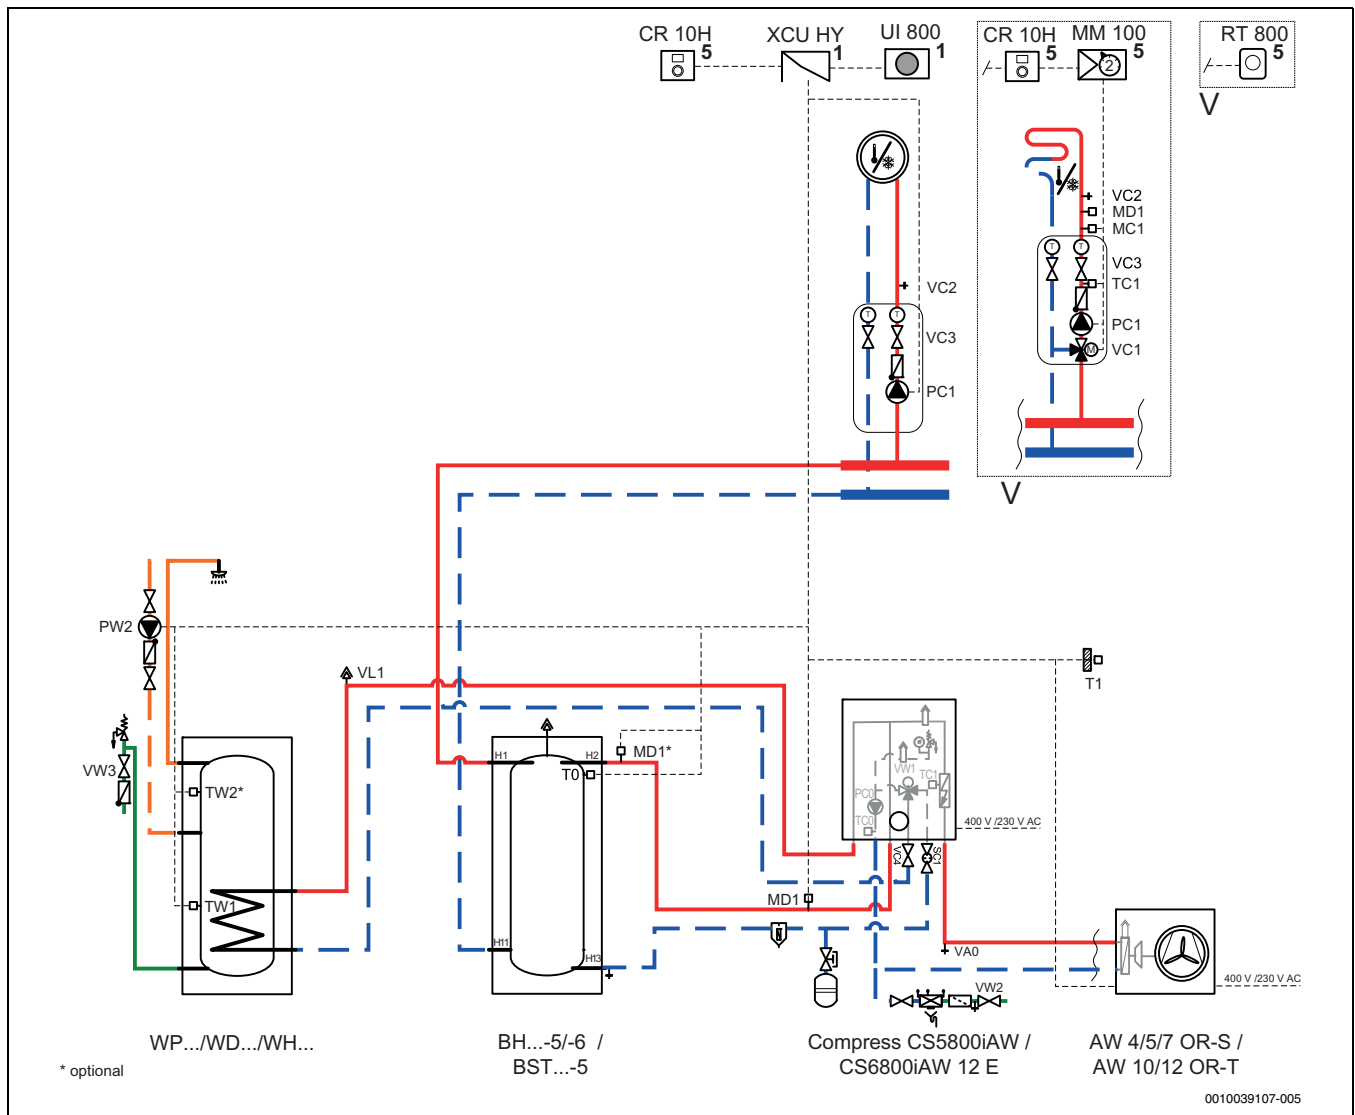 CR 10H
5
XCU HY
1
UI 800
1
CR 10H
5
MM 100
5
2
RT 800
5
V
VC2
MD1
MC1
T
T
VC3
TC1
PC1
M
VC1
VC2
T
T
VC3
PC1
V
PW2
VL1
T1
VW3
TW2*
TW1
H1
H2
MD1*
T0
H11
H13
VW1
TC1
PC0
TC0
400 V /230 V AC
VC4
SC1
MD1
VA0
VW2
400 V /230 V AC
WP.../WD.../WH...
BH...-5/-6 /
BST...-5
Compress CS5800iAW /
CS6800iAW 12 E
AW 4/5/7 OR-S /
AW 10/12 OR-T
* optional
0010039107-005